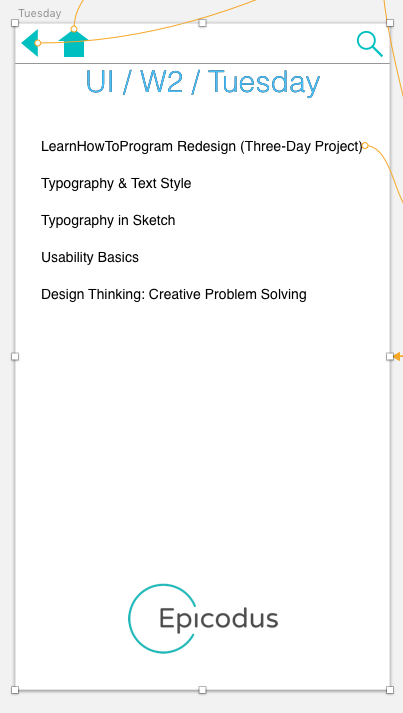 Tuesday
UI / W2 / Tuesday
LearnHowToProgram Redesign (Three-Day Project)
Typography & Text Style
Typography in Sketch
Usability Basics
Design Thinking: Creative Problem Solving
Epicodus